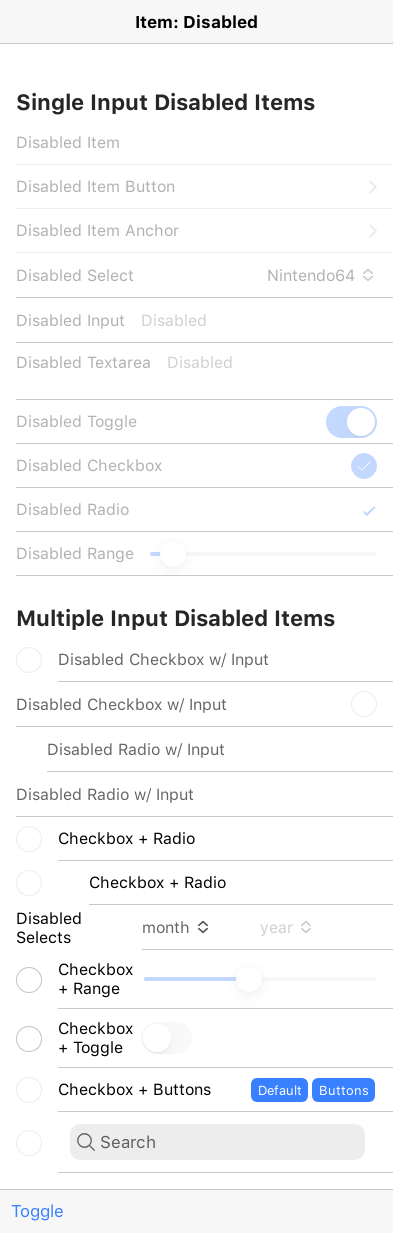 Item: Disabled
Single Input Disabled Items
Disabled Item
Disabled Item Button
Disabled Item Anchor
Disabled Select Nintendo64
Disabled Input Disabled
Disabled Textarea Disabled
Disabled Toggle
Disabled Checkbox
Disabled Radio
Disabled Range
Multiple Input Disabled Items
Disabled Checkbox w/ Input
Disabled Checkbox w/ Input
Disabled Radio w/ Input
Disabled Radio w/ Input
Checkbox + Radio
Checkbox + Radio
Disabled
Selects
month year
Checkbox
+ Range
Checkbox
+ Toggle
Checkbox + Buttons Default Buttons
Search
Toggle